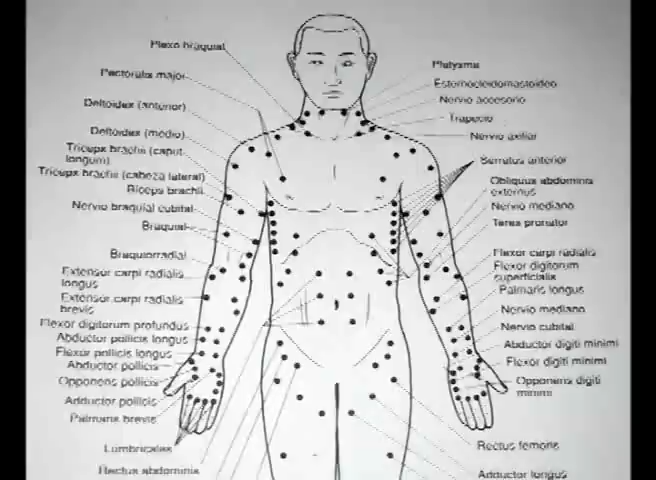 Plexo braquial
Pectoralis major
Deltoidex (anterior)
Deltoidex (medio)
Triceps brachii (caput
longum)
Triceps brachii (cabeza lateral)
Biceps brachii
Nervio braquial cubital
Braquial
Braquiorradial
Extensor carpi radialis
longus
Extensor carpi radialis
brevis
Flexor digitorum profundus
Abductor pollicis longus
Flexor pollicis longus
Abductor pollicis
Opponens pollicis
Adductor pollicis
Palmaris brevis
Lumbricales
Rectus abdominis
Platysma
Esternocleidomastoideo
Nervio accesorio
Trapecio
Nervio axilar
Serratus anterior
Obliquus abdominis
externus
Nervio mediano
Teres pronator
Flexor carpi radialis
Flexor digitorum
superficialis
Palmaris longus
Nervio mediano
Nervio cubital
Abductor digiti minimi
Flexor digiti minimi
Opponens digiti
minimi
Rectus femoris
Adductor longus